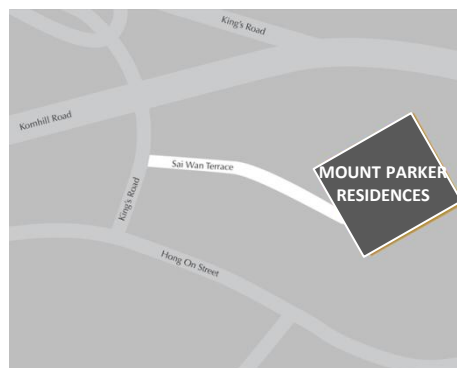 King's Road
Kornhill Road
Sai Wan Terrace
MOUNT PARKER
RESIDENCES
King's Road
Hong On Street